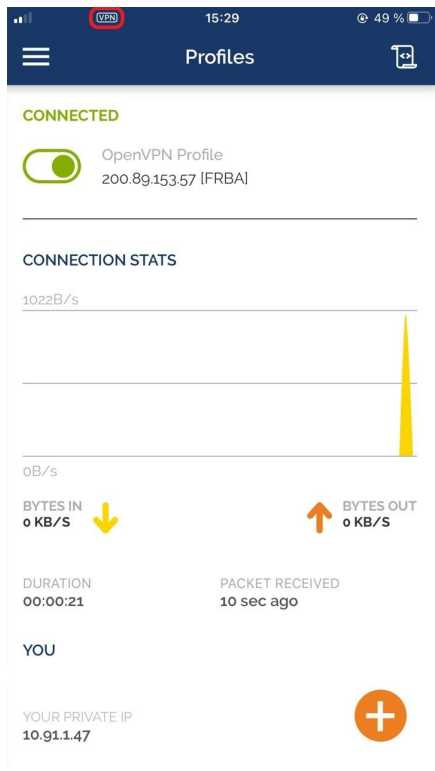 VPN
15:29
49 %
Profiles
CONNECTED
OpenVPN Profile
200.89.153.57 [FRBA]
CONNECTION STATS
1022B/s
0B/s
BYTES IN
0 KB/S
BYTES OUT
0 KB/S
DURATION
00:00:21
PACKET RECEIVED
10 sec ago
YOU
YOUR PRIVATE IP
10.91.1.47